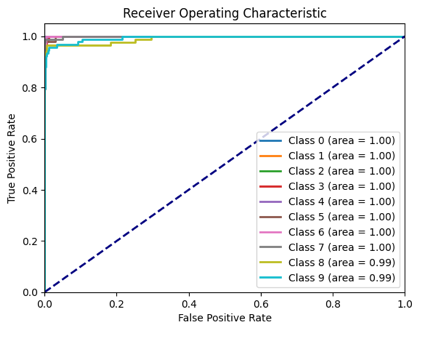 Receiver Operating Characteristic
True Positive Rate
1.0
0.8
0.6
0.4
0.2
0.0
Class 0 (area = 1.00)
Class 1 (area = 1.00)
Class 2 (area = 1.00)
Class 3 (area = 1.00)
Class 4 (area = 1.00)
Class 5 (area = 1.00)
Class 6 (area = 1.00)
Class 7 (area = 1.00)
Class 8 (area = 0.99)
Class 9 (area = 0.99)
0.0 0.2 0.4 0.6 0.8 1.0
False Positive Rate